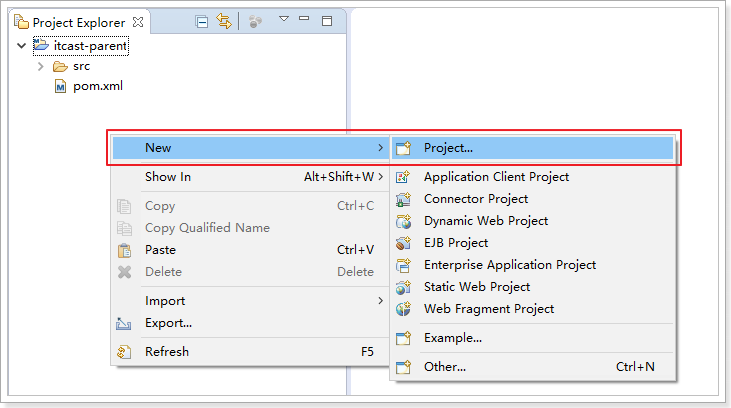 Project Explorer
itcast-parent
src
pom.xml
New
Show In Alt+Shift+W
Copy Ctrl+C
Copy Qualified Name
Paste Ctrl+V
Delete Delete
Import
Export...
Refresh F5
Project...
Application Client Project
Connector Project
Dynamic Web Project
EJB Project
Enterprise Application Project
Static Web Project
Web Fragment Project
Example...
Other... Ctrl+N